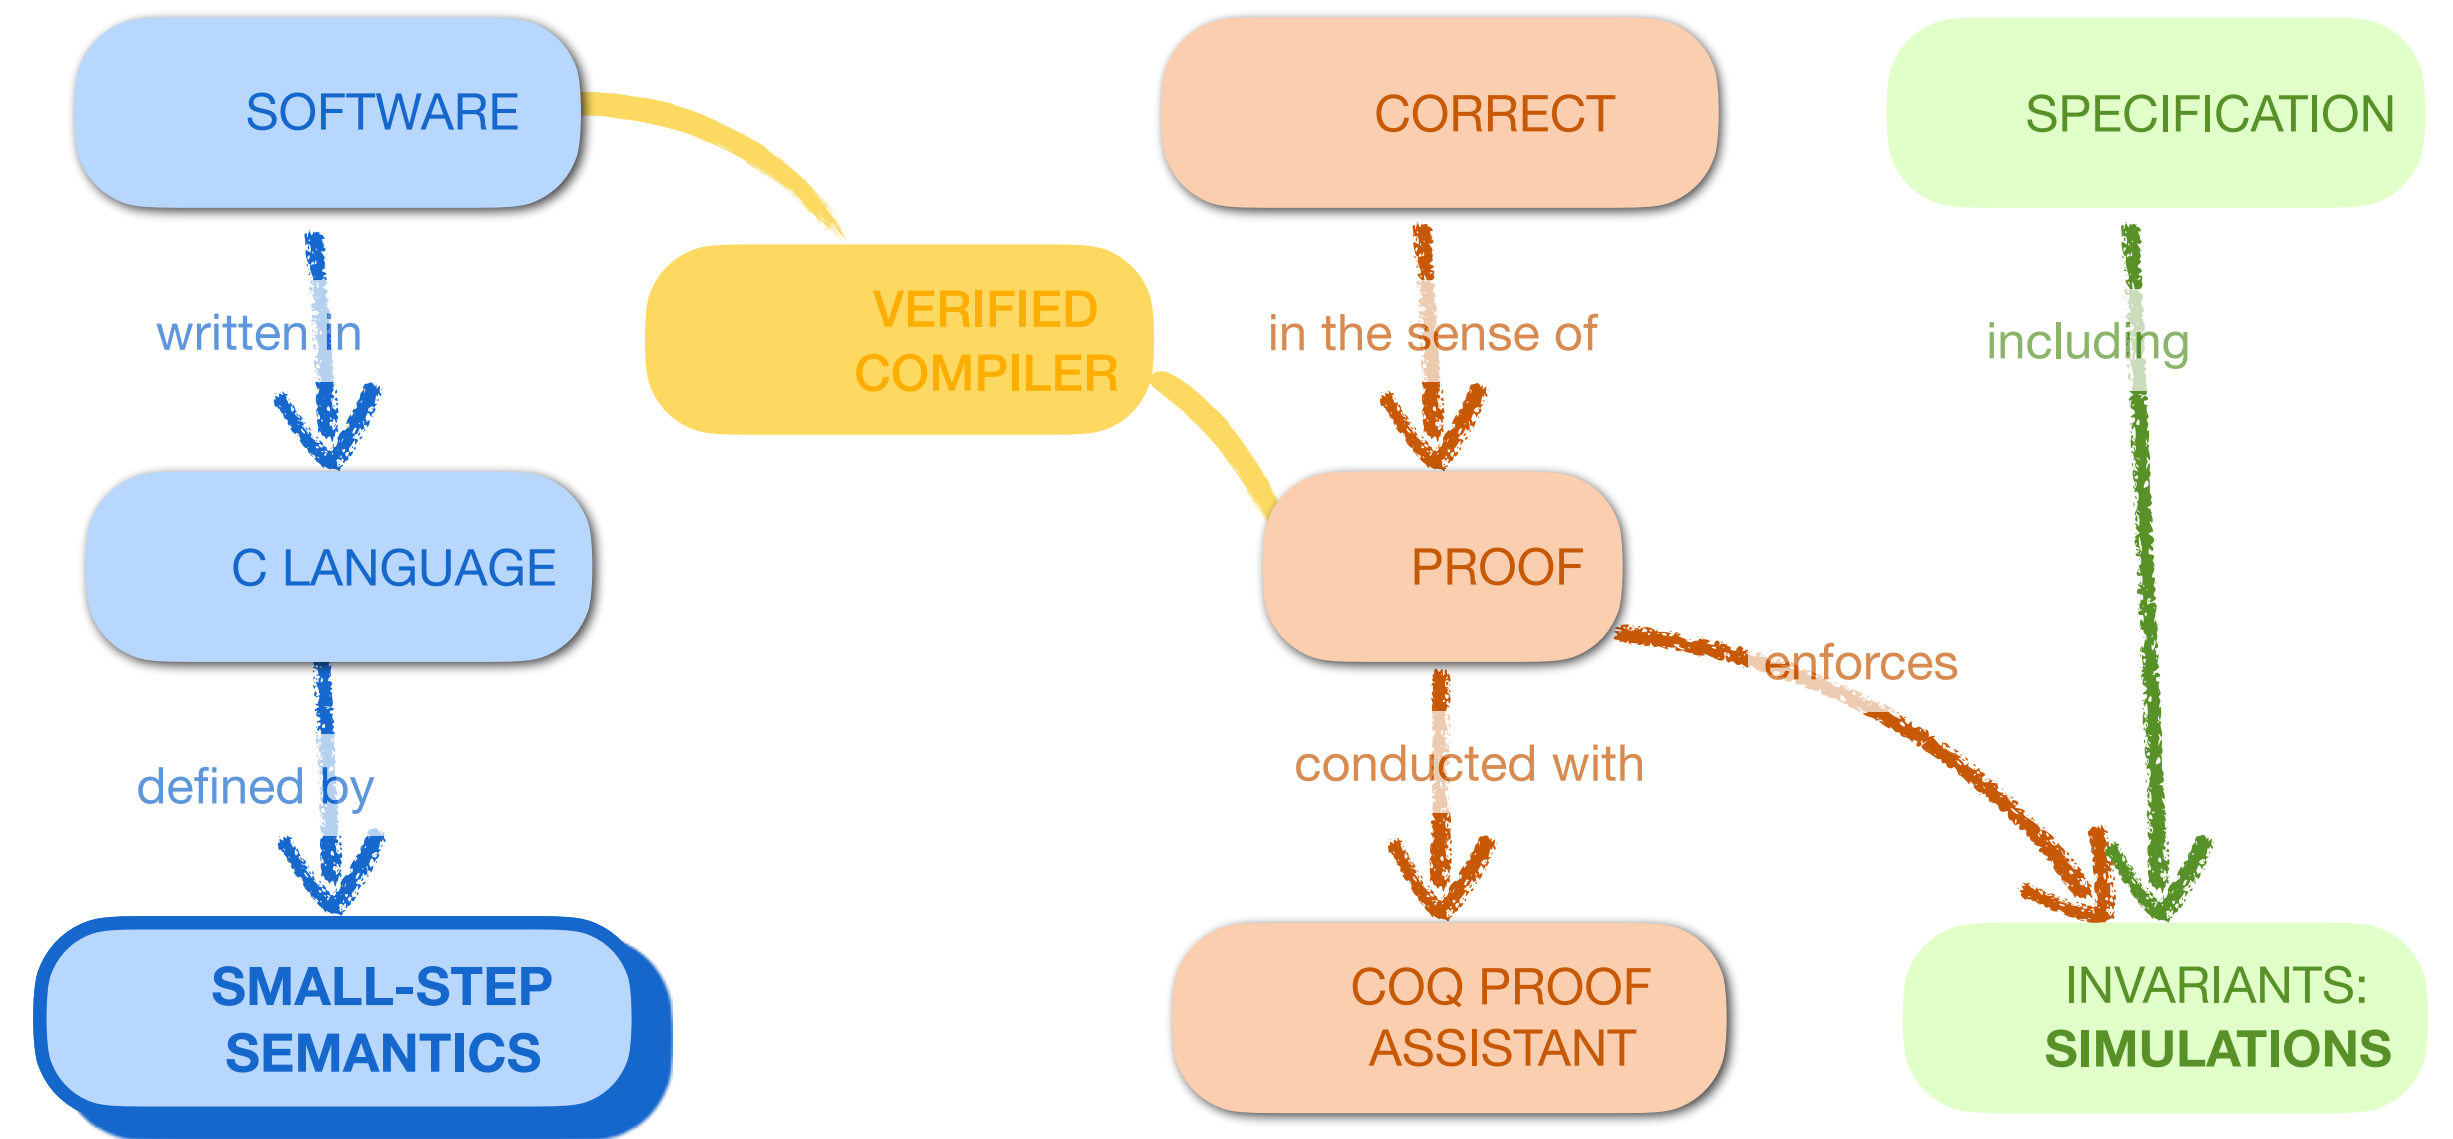 SOFTWARE
CORRECT
SPECIFICATION
VERIFIED
COMPILER
written in
in the sense of
including
C LANGUAGE
PROOF
enforces
defined by
conducted with
SMALL-STEP
SEMANTICS
COQ PROOF
ASSISTANT
INVARIANTS:
SIMULATIONS